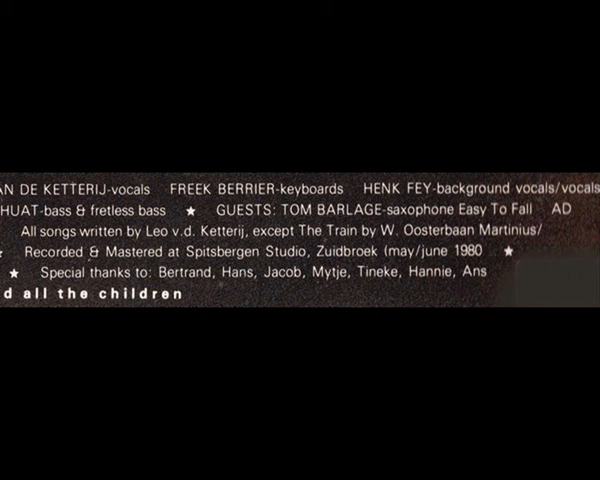 AN DE KETTERIJ-vocals FREEK BERRIER-keyboards HENK FEY-background vocals/vocals
HUAT-bass & fretless bass ★ GUESTS: TOM BARLAGE-saxophone Easy To Fall AD
All songs written by Leo v.d. Ketterij, except The Train by W. Oosterbaan Martinius/
Recorded & Mastered at Spitsbergen Studio, Zuidbroek (may/june 1980 ★
★ Special thanks to: Bertrand, Hans, Jacob, Mytje, Tineke, Hannie, Ans
d all the children